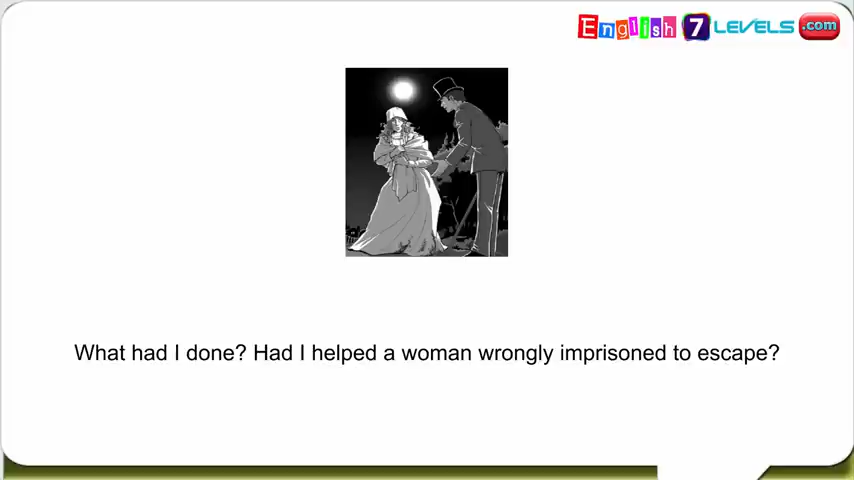 English 7 LEVELS .com
What had I done? Had I helped a woman wrongly imprisoned to escape?